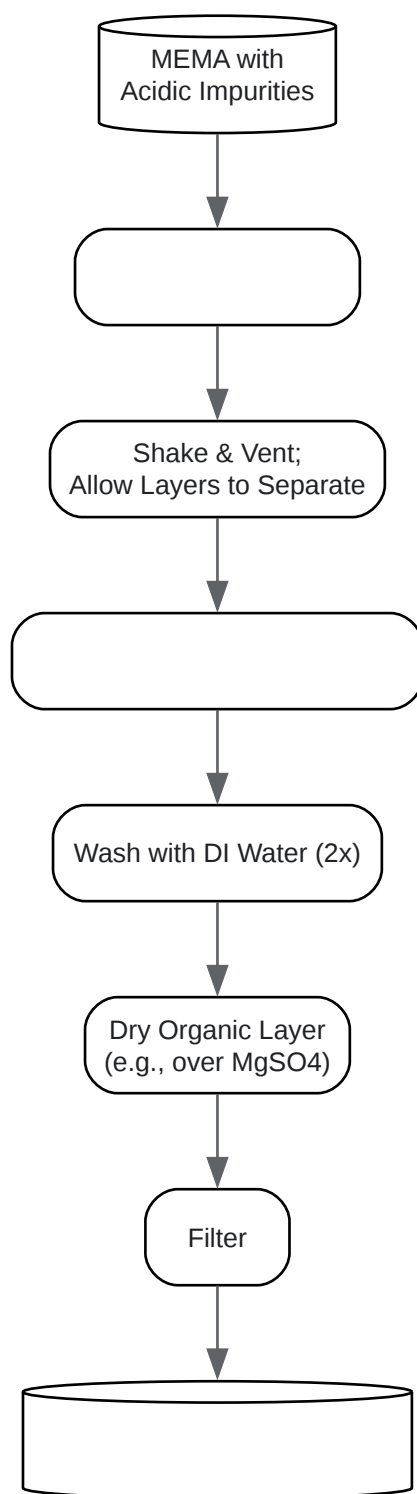 MEMA with
Acidic Impurities
Shake & Vent;
Allow Layers to Separate
Wash with DI Water (2x)
Dry Organic Layer
(e.g., over MgSO4)
Filter